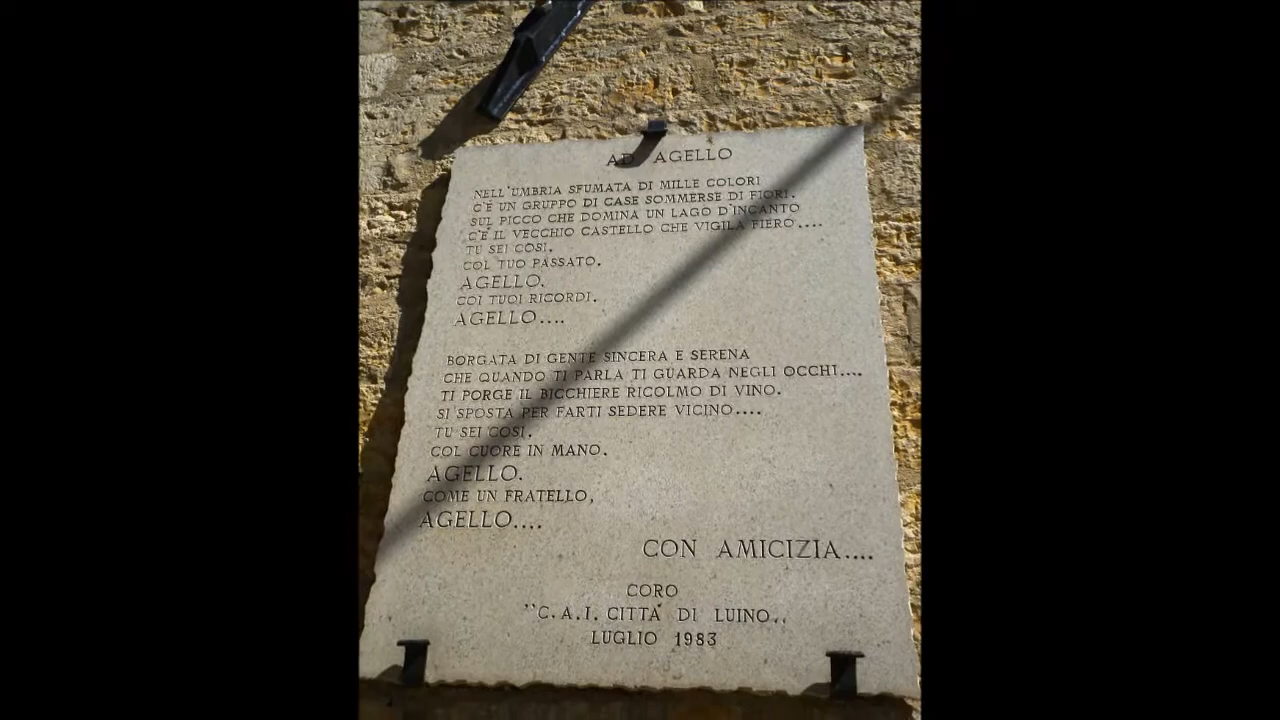 AD AGELLO
NELL'UMBRIA SFUMATA DI MILLE COLORI
C'È UN GRUPPO DI CASE SOMMERSE DI FIORI.
SUL PICCO CHE DOMINA UN LAGO D'INCANTO
C'È IL VECCHIO CASTELLO CHE VIGILA FIERO....
TU SEI COSI.
COL TUO PASSATO.
AGELLO.
COI TUOI RICORDI.
AGELLO....
BORGATA DI GENTE SINCERA E SERENA
CHE QUANDO TI PARLA TI GUARDA NEGLI OCCHI....
TI PORGE IL BICCHIERE RICOLMO DI VINO.
SI SPOSTA PER FARTI SEDERE VICINO....
TU SEI COSI.
COL CUORE IN MANO.
AGELLO.
COME UN FRATELLO,
AGELLO....
CON AMICIZIA....
CORO
"C.A.I. CITTÀ DI LUINO,,
LUGLIO 1983